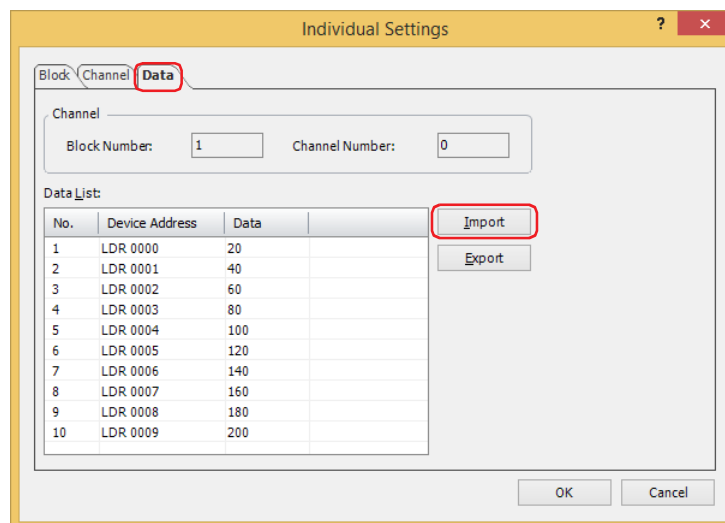 Individual Settings ? ×
Block Channel Data
Channel
Block Number: 1 Channel Number: 0
Data List:
No. Device Address Data Import
1 LDR 0000 20
2 LDR 0001 40 Export
3 LDR 0002 60
4 LDR 0003 80
5 LDR 0004 100
6 LDR 0005 120
7 LDR 0006 140
8 LDR 0007 160
9 LDR 0008 180
10 LDR 0009 200
OK Cancel